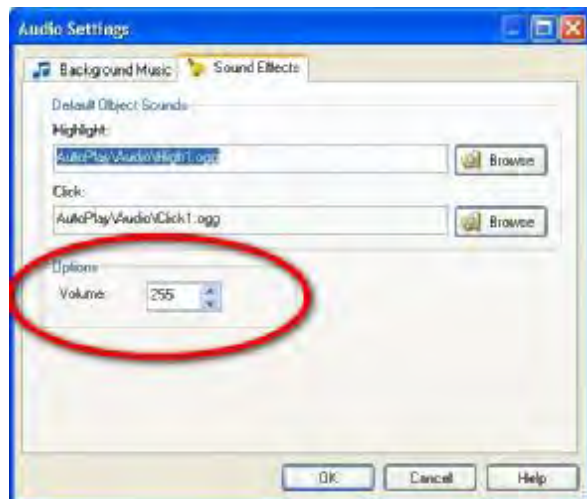 Audio Settings
Background Music Sound Effects
Default Object Sounds
Highlight:
AutoPlay\Audio\High1.ogg Browse
Click:
AutoPlay\Audio\Click1.ogg Browse
Options
Volume: 255
OK Cancel Help